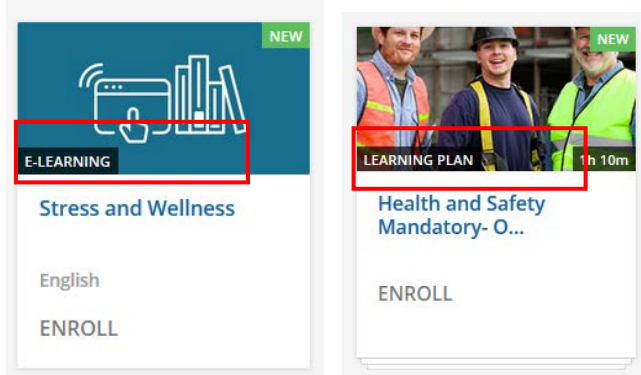 NEW
E-LEARNING
Stress and Wellness
English
ENROLL
NEW
LEARNING PLAN
1h 10m
Health and Safety
Mandatory- O...
ENROLL